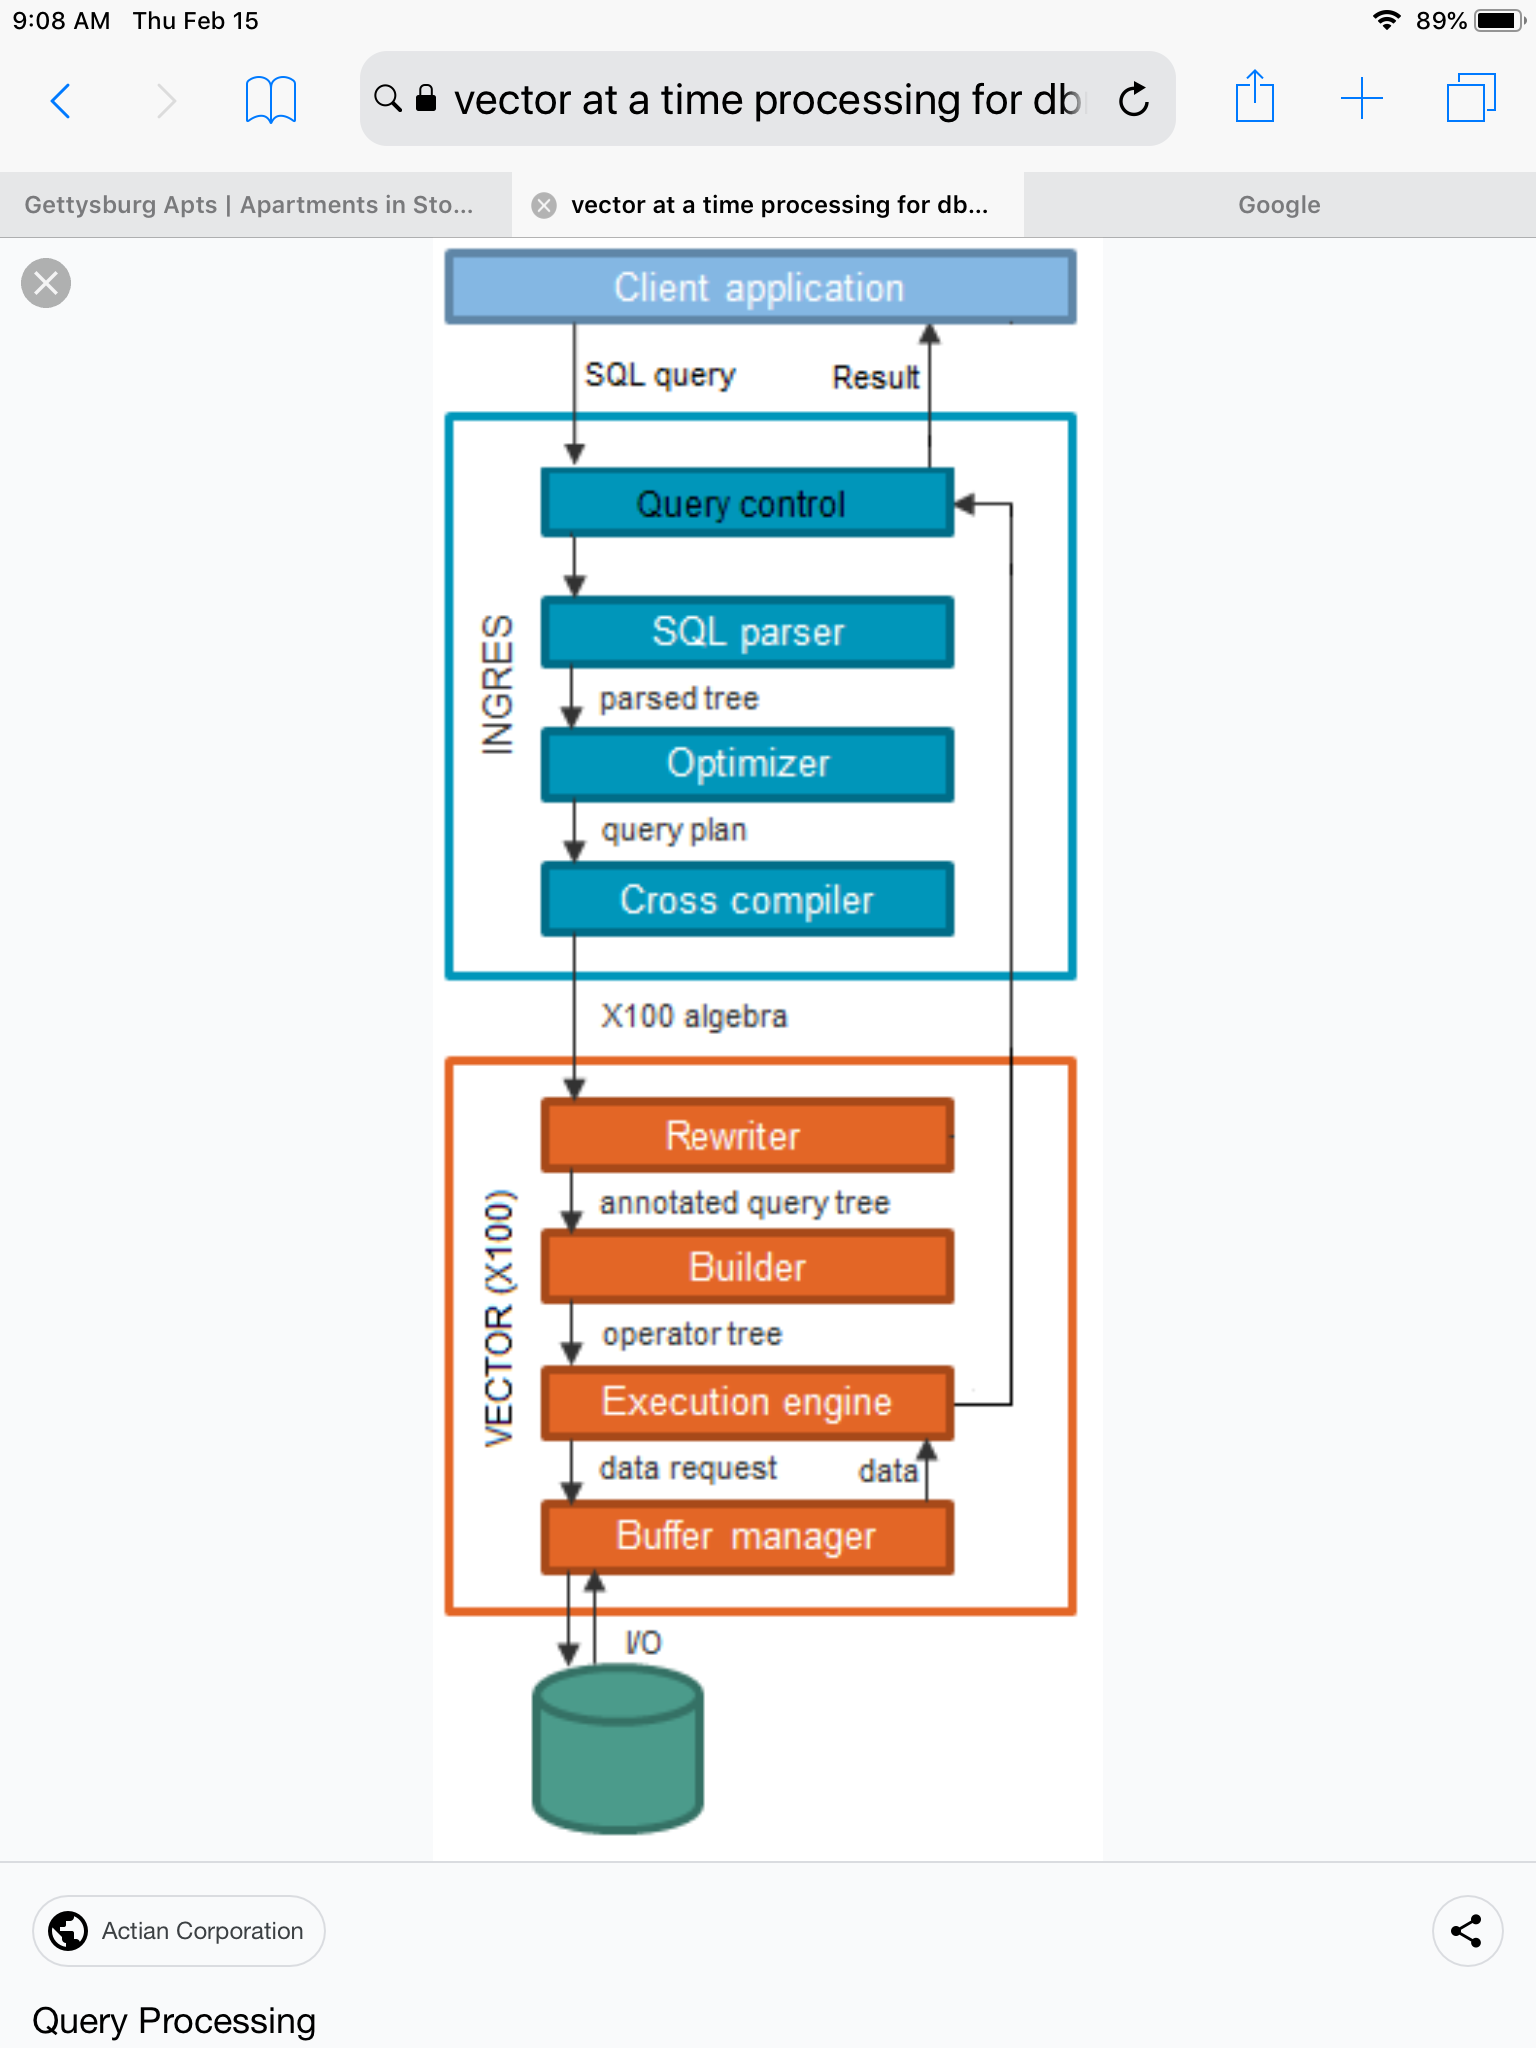 9:08 AM Thu Feb 15
89%
vector at a time processing for db
Gettysburg Apts | Apartments in Sto...
vector at a time processing for db...
Google
Client application
SQL query
Result
Query control
SQL parser
parsed tree
INGRES
Optimizer
query plan
Cross compiler
X100 algebra
Rewriter
annotated query tree
VECTOR (X100)
Builder
operator tree
Execution engine
data request
data
Buffer manager
I/O
Actian Corporation
Query Processing